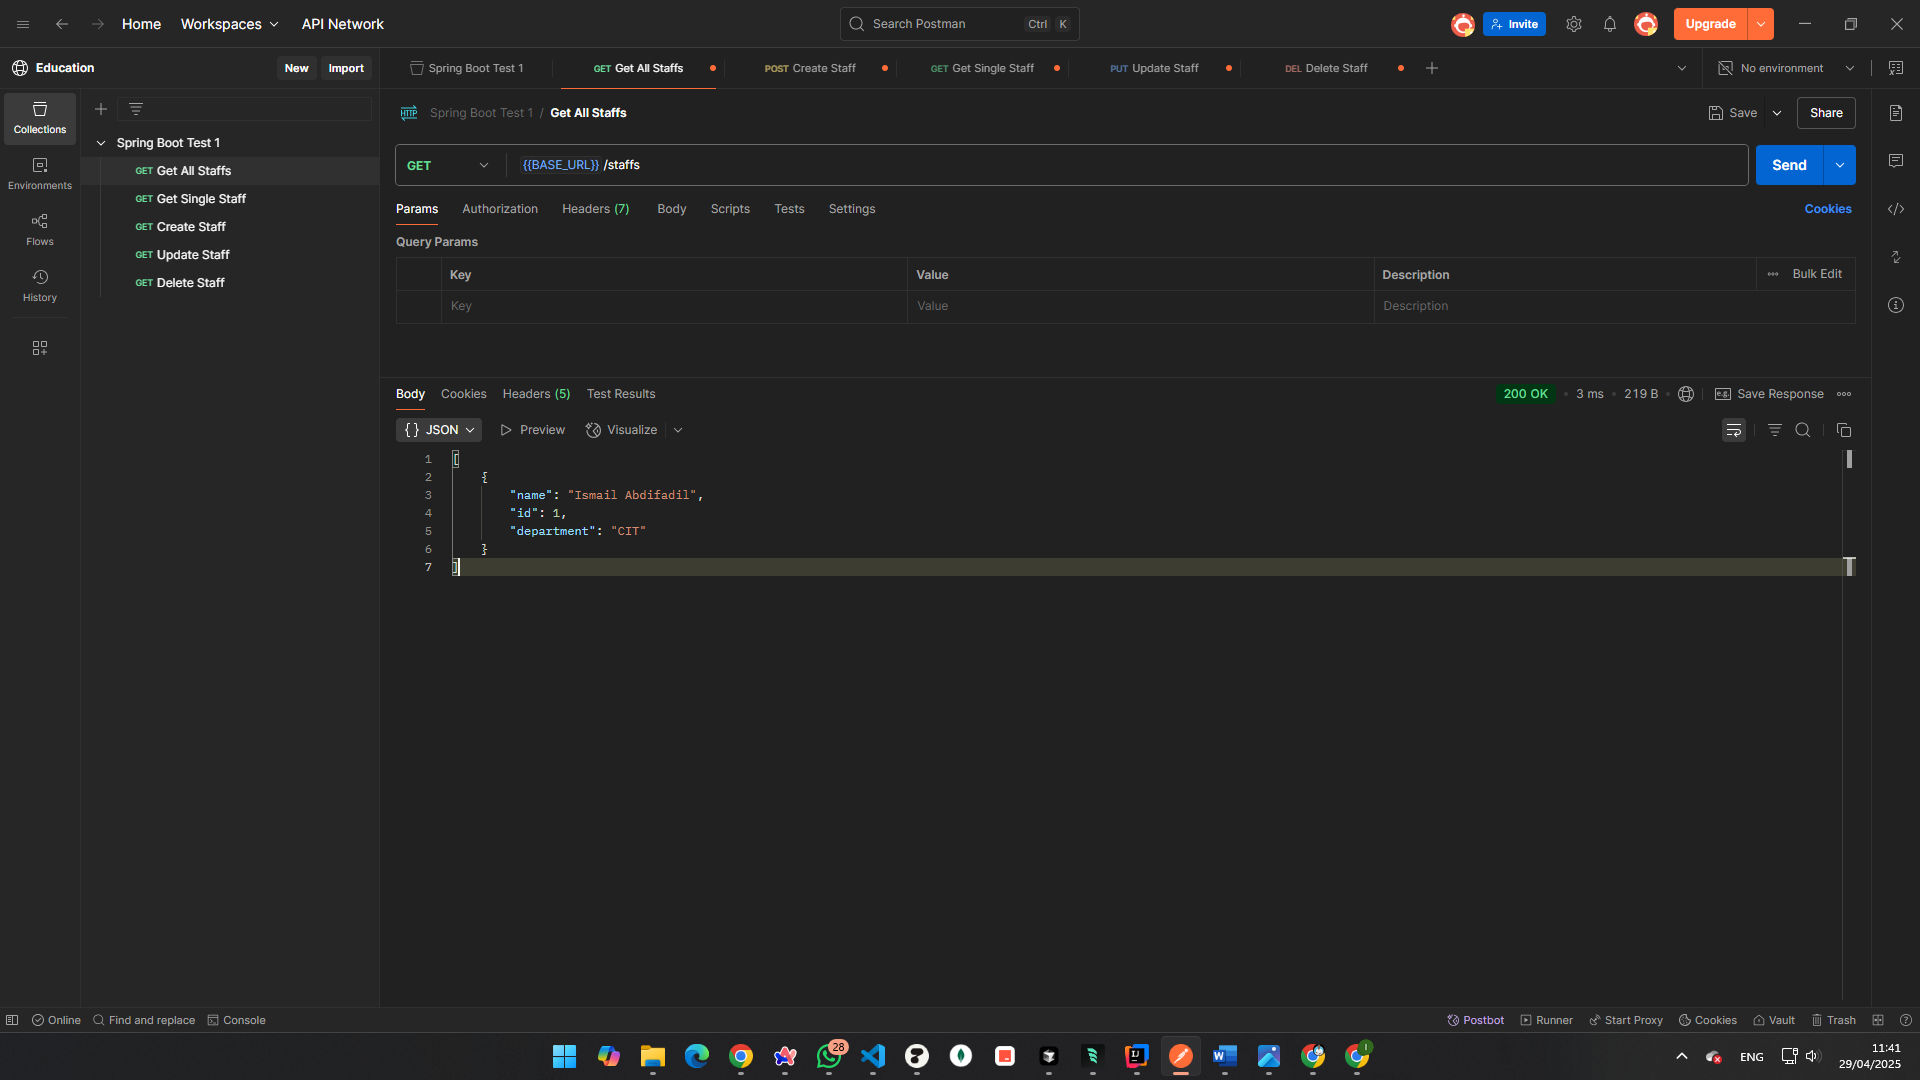 Home Workspaces API Network
Search Postman Ctrl K
Invite Upgrade
Education New Import
Spring Boot Test 1 GET Get All Staffs POST Create Staff GET Get Single Staff PUT Update Staff DEL Delete Staff No environment
Collections
Environments
Flows
History
Spring Boot Test 1
GET Get All Staffs
GET Get Single Staff
GET Create Staff
GET Update Staff
GET Delete Staff
HTTP Spring Boot Test 1 / Get All Staffs Save Share
GET {{BASE_URL}} /staffs Send
Params Authorization Headers (7) Body Scripts Tests Settings Cookies
Query Params
Key Value Description Bulk Edit
Key Value Description
Body Cookies Headers (5) Test Results 200 OK • 3 ms • 219 B • e.g. Save Response
{} JSON Preview Visualize
1 [
2 {
3 "name": "Ismail Abdifadil",
4 "id": 1,
5 "department": "CIT"
6 }
7 ]
Online Find and replace Console Postbot Runner Start Proxy Cookies Vault Trash
28
ENG
11:41
29/04/2025